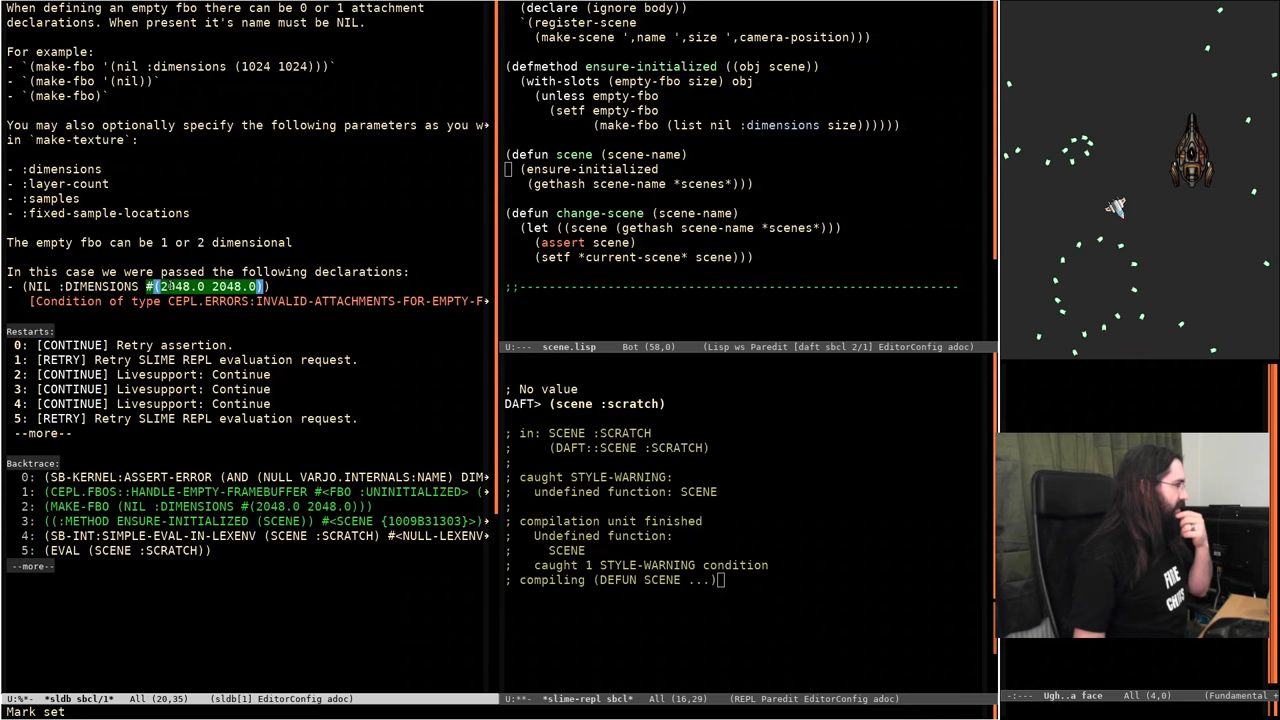 When defining an empty fbo there can be 0 or 1 attachment
declarations. When present it's name must be NIL.
For example:
- `(make-fbo '(nil :dimensions (1024 1024)))`
- `(make-fbo '(nil))`
- `(make-fbo)`
You may also optionally specify the following parameters as you w
in `make-texture`:
- :dimensions
- :layer-count
- :samples
- :fixed-sample-locations
The empty fbo can be 1 or 2 dimensional
In this case we were passed the following declarations:
- (NIL :DIMENSIONS #(2048.0 2048.0))
[Condition of type CEPL.ERRORS:INVALID-ATTACHMENTS-FOR-EMPTY-F
Restarts:
0: [CONTINUE] Retry assertion.
1: [RETRY] Retry SLIME REPL evaluation request.
2: [CONTINUE] Livesupport: Continue
3: [CONTINUE] Livesupport: Continue
4: [CONTINUE] Livesupport: Continue
5: [RETRY] Retry SLIME REPL evaluation request.
--more--
Backtrace:
0: (SB-KERNEL:ASSERT-ERROR (AND (NULL VARJO.INTERNALS:NAME) DIM
1: (CEPL.FBOS::HANDLE-EMPTY-FRAMEBUFFER #<FBO :UNINITIALIZED> (
2: (MAKE-FBO (NIL :DIMENSIONS #(2048.0 2048.0)))
3: ((:METHOD ENSURE-INITIALIZED (SCENE)) #<SCENE {1009B31303}>)
4: (SB-INT:SIMPLE-EVAL-IN-LEXENV (SCENE :SCRATCH) #<NULL-LEXENV
5: (EVAL (SCENE :SCRATCH))
--more--
U:%*- *sldb sbcl/1* All (20,35) (sldb[1] EditorConfig adoc)
Mark set
(declare (ignore body))
`(register-scene
(make-scene ',name ',size ',camera-position)))
(defmethod ensure-initialized ((obj scene))
(with-slots (empty-fbo size) obj
(unless empty-fbo
(setf empty-fbo
(make-fbo (list nil :dimensions size))))))
(defun scene (scene-name)
(ensure-initialized
(gethash scene-name *scenes*)))
(defun change-scene (scene-name)
(let ((scene (gethash scene-name *scenes*)))
(assert scene)
(setf *current-scene* scene)))
;;------------------------------------------------------------
U:--- scene.lisp Bot (58,0) (Lisp ws Paredit [daft sbcl 2/1] EditorConfig adoc)
; No value
DAFT> (scene :scratch)
; in: SCENE :SCRATCH
; (DAFT::SCENE :SCRATCH)
;
; caught STYLE-WARNING:
; undefined function: SCENE
;
; compilation unit finished
; Undefined function:
; SCENE
; caught 1 STYLE-WARNING condition
; compiling (DEFUN SCENE ...)
U:**- *slime-repl sbcl* All (16,29) (REPL Paredit EditorConfig adoc)
-:--- Ugh..a face All (4,0) (Fundamental +